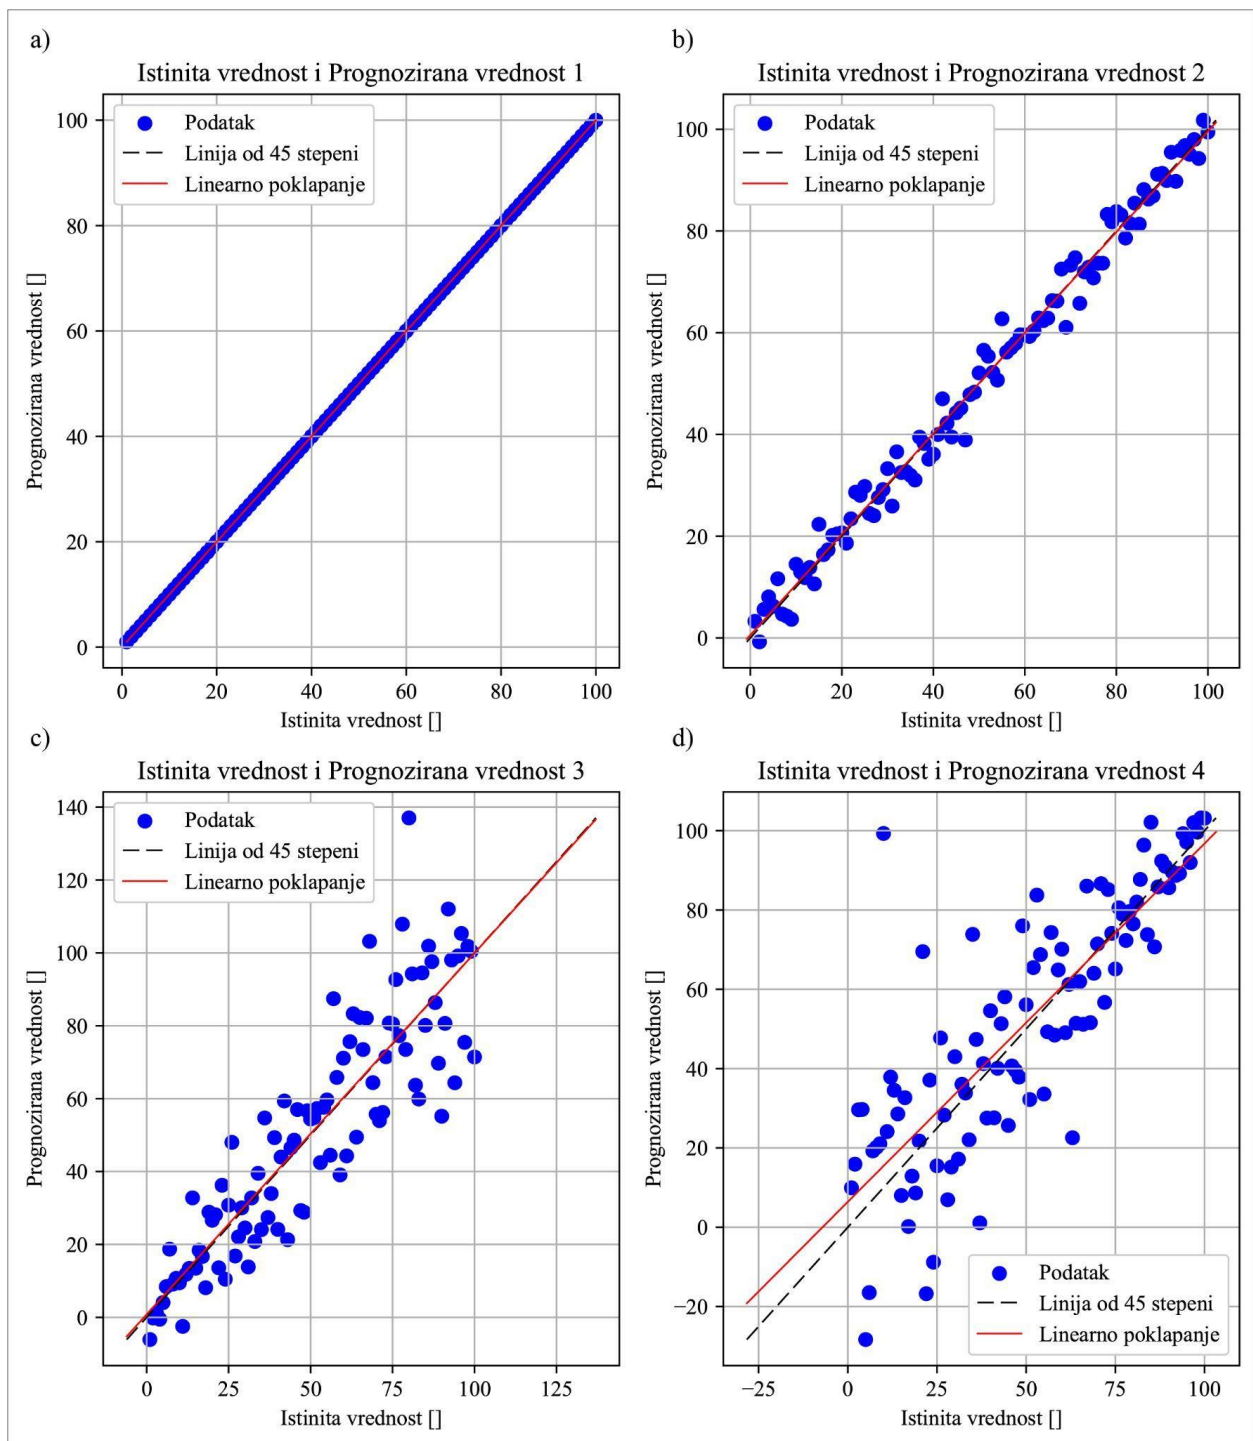 a)
Istinita vrednost i Prognozirana vrednost 1
Podatak
Linija od 45 stepeni
Linearno poklapanje
100
80
60
40
20
0
Prognozirana vrednost []
0 20 40 60 80 100
Istinita vrednost []
b)
Istinita vrednost i Prognozirana vrednost 2
Podatak
Linija od 45 stepeni
Linearno poklapanje
100
80
60
40
20
0
Prognozirana vrednost []
0 20 40 60 80 100
Istinita vrednost []
c)
Istinita vrednost i Prognozirana vrednost 3
Podatak
Linija od 45 stepeni
Linearno poklapanje
140
120
100
80
60
40
20
0
Prognozirana vrednost []
0 25 50 75 100 125
Istinita vrednost []
d)
Istinita vrednost i Prognozirana vrednost 4
100
80
60
40
20
0
−20
Prognozirana vrednost []
Podatak
Linija od 45 stepeni
Linearno poklapanje
−25 0 25 50 75 100
Istinita vrednost []